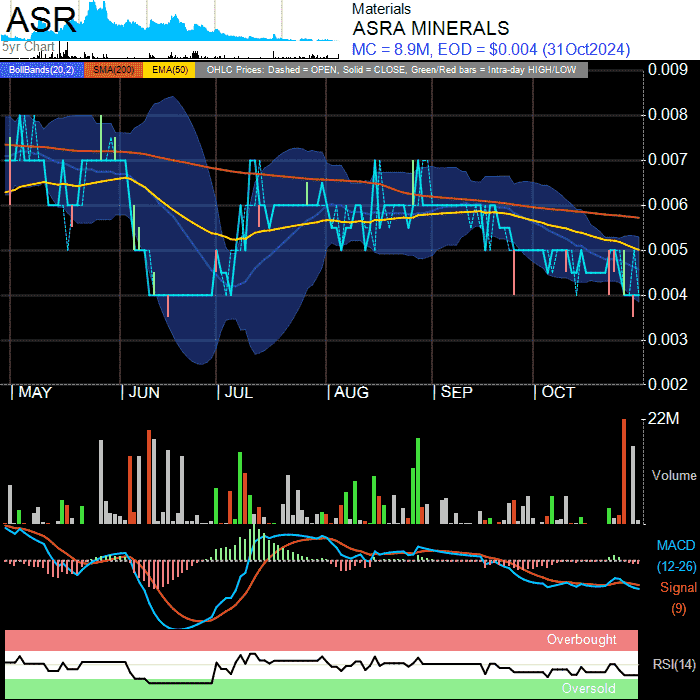 ASR
5yr Chart
Materials
ASRA MINERALS
MC = 8.9M, EOD = $0.004 (31Oct2024)
BollBands(20,2) SMA(200) EMA(50) OHLC Prices: Dashed = OPEN, Solid = CLOSE, Green/Red bars = Intra-day HIGH/LOW
0.009
0.008
0.007
0.006
0.005
0.004
0.003
0.002
MAY JUN JUL AUG SEP OCT
22M
Volume
MACD
(12-26)
Signal
(9)
Overbought
RSI(14)
Oversold